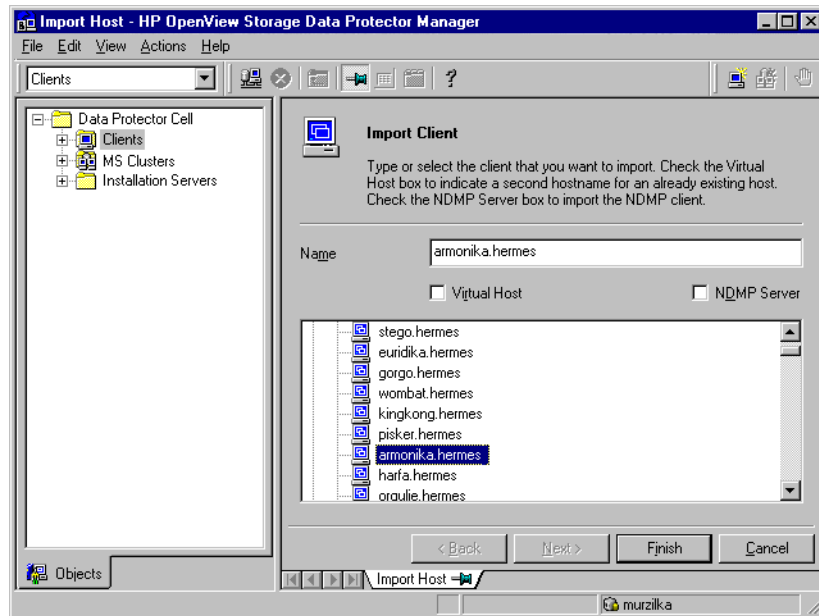 Import Host - HP OpenView Storage Data Protector Manager
File Edit View Actions Help
Clients
?
Data Protector Cell
Clients
MS Clusters
Installation Servers
Objects
Import Client
Type or select the client that you want to import. Check the Virtual
Host box to indicate a second hostname for an already existing host.
Check the NDMP Server box to import the NDMP client.
Name
armonika.hermes
Virtual Host
NDMP Server
stego.hermes
euridika.hermes
gorgo.hermes
wombat.hermes
kingkong.hermes
pisker.hermes
armonika.hermes
harfa.hermes
orgulje.hermes
< Back
Next >
Finish
Cancel
Import Host
murzilka